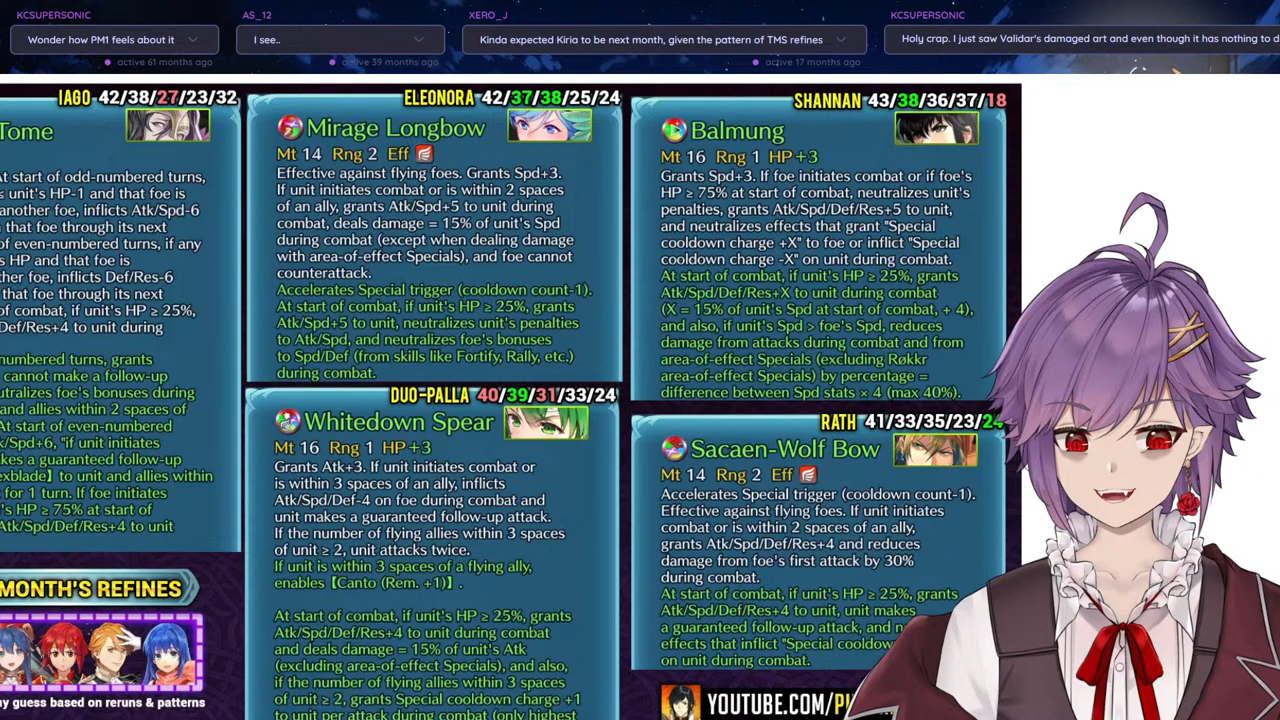 KCSUPERSONIC
Wonder how PM1 feels about it
active 61 months ago
AS_12
I see..
active 39 months ago
XERO_J
Kinda expected Kiria to be next month, given the pattern of TMS refines
active 17 months ago
KCSUPERSONIC
Holy crap. I just saw Validar's damaged art and even though it has nothing to d
IAGO 42/38/27/23/32
Tome
At start of odd-numbered turns,
unit's HP-1 and that foe is
another foe, inflicts Atk/Spd-6
that foe through its next
of even-numbered turns, if any
HP and that foe is
ther foe, inflicts Def/Res-6
that foe through its next
of combat, if unit's HP ≥ 25%,
Def/Res+4 to unit during
numbered turns, grants
cannot make a follow-up
utralizes foe's bonuses during
and allies within 2 spaces of
At start of even-numbered
/Spd+6, "if unit initiates
kes a guaranteed follow-up
exblade】to unit and allies within
for 1 turn. If foe initiates
's HP ≥ 75% at start of
Atk/Spd/Def/Res+4 to unit
MONTH'S REFINES
ny guess based on reruns & patterns
ELEONORA 42/37/38/25/24
Mirage Longbow
Mt 14 Rng 2 Eff
Effective against flying foes. Grants Spd+3.
If unit initiates combat or is within 2 spaces
of an ally, grants Atk/Spd+5 to unit during
combat, deals damage = 15% of unit's Spd
during combat (except when dealing damage
with area-of-effect Specials), and foe cannot
counterattack.
Accelerates Special trigger (cooldown count-1).
At start of combat, if unit's HP ≥ 25%, grants
Atk/Spd+5 to unit, neutralizes unit's penalties
to Atk/Spd, and neutralizes foe's bonuses
to Spd/Def (from skills like Fortify, Rally, etc.)
during combat.
DUO-PALLA 40/39/31/33/24
Whitedown Spear
Mt 16 Rng 1 HP+3
Grants Atk+3. If unit initiates combat or
is within 3 spaces of an ally, inflicts
Atk/Spd/Def-4 on foe during combat and
unit makes a guaranteed follow-up attack.
If the number of flying allies within 3 spaces
of unit ≥ 2, unit attacks twice.
If unit is within 3 spaces of a flying ally,
enables【Canto (Rem. +1)】.
At start of combat, if unit's HP ≥ 25%, grants
Atk/Spd/Def/Res+4 to unit during combat
and deals damage = 15% of unit's Atk
(excluding area-of-effect Specials), and also,
if the number of flying allies within 3 spaces
of unit ≥ 2, grants Special cooldown charge +1
to unit per attack during combat (only highest
SHANNAN 43/38/36/37/18
Balmung
Mt 16 Rng 1 HP+3
Grants Spd+3. If foe initiates combat or if foe's
HP ≥ 75% at start of combat, neutralizes unit's
penalties, grants Atk/Spd/Def/Res+5 to unit,
and neutralizes effects that grant "Special
cooldown charge +X" to foe or inflict "Special
cooldown charge -X" on unit during combat.
At start of combat, if unit's HP ≥ 25%, grants
Atk/Spd/Def/Res+X to unit during combat
(X = 15% of unit's Spd at start of combat, + 4),
and also, if unit's Spd > foe's Spd, reduces
damage from attacks during combat and from
area-of-effect Specials (excluding Røkkr
area-of-effect Specials) by percentage =
difference between Spd stats × 4 (max 40%).
RATH 41/33/35/23/24
Sacaen-Wolf Bow
Mt 14 Rng 2 Eff
Accelerates Special trigger (cooldown count-1).
Effective against flying foes. If unit initiates
combat or is within 2 spaces of an ally,
grants Atk/Spd/Def/Res+4 and reduces
damage from foe's first attack by 30%
during combat.
At start of combat, if unit's HP ≥ 25%, grants
Atk/Spd/Def/Res+4 to unit, unit makes
a guaranteed follow-up attack, and n
effects that inflict "Special cooldow
on unit during combat.
YOUTUBE.COM/P